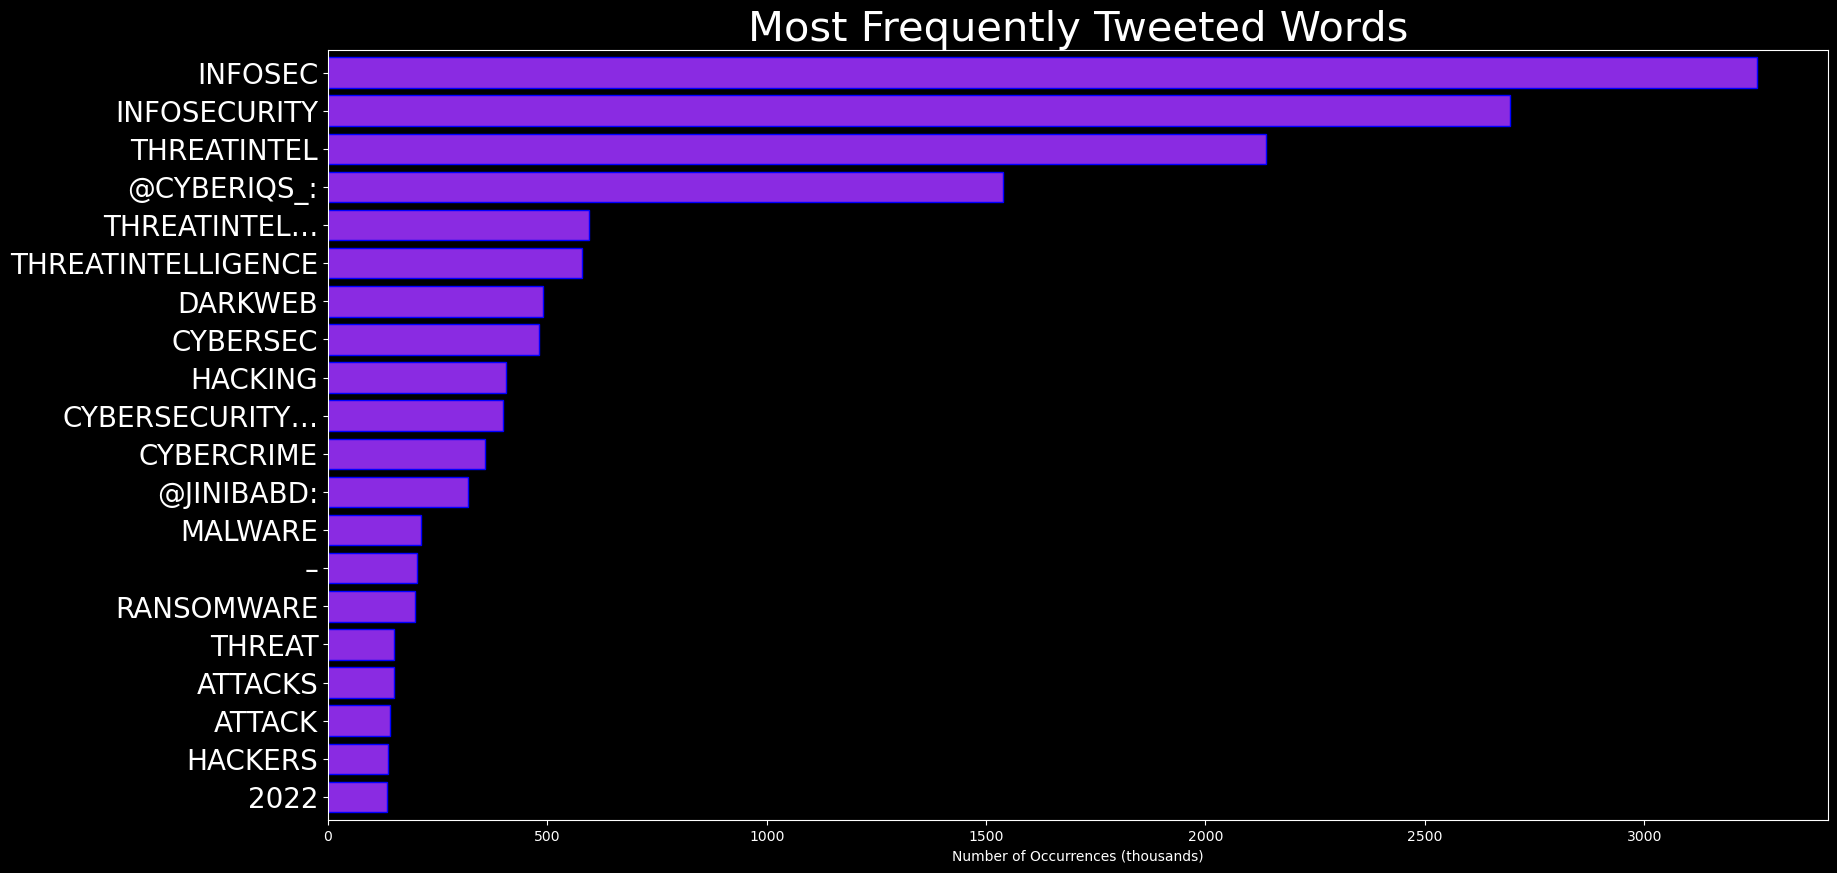 Most Frequently Tweeted Words
INFOSEC
INFOSECURITY
THREATINTEL
@CYBERIQS_:
THREATINTEL…
THREATINTELLIGENCE
DARKWEB
CYBERSEC
HACKING
CYBERSECURITY…
CYBERCRIME
@JINIBABD:
MALWARE
–
RANSOMWARE
THREAT
ATTACKS
ATTACK
HACKERS
2022
0 500 1000 1500 2000 2500 3000
Number of Occurrences (thousands)